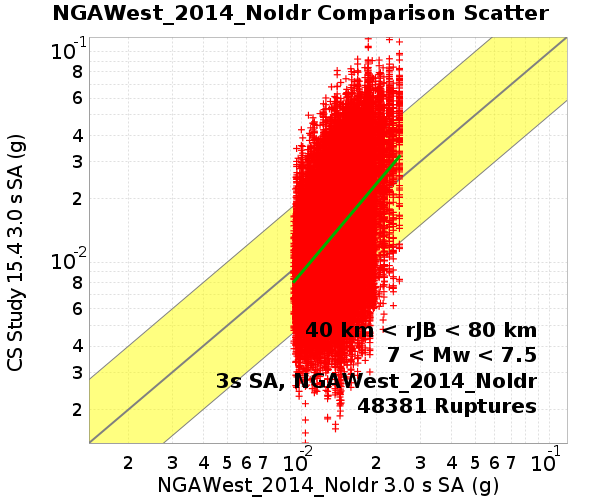 NGAWest_2014_NoIdr Comparison Scatter
10-1
8
6
4
3
2
10-2
8
6
4
3
2
CS Study 15.4 3.0 s SA (g)
40 km < rJB < 80 km
7 < Mw < 7.5
3s SA, NGAWest_2014_NoIdr
48381 Ruptures
2 3 4 5 6 7 10-2 2 3 4 5 6 7 10-1
NGAWest_2014_NoIdr 3.0 s SA (g)